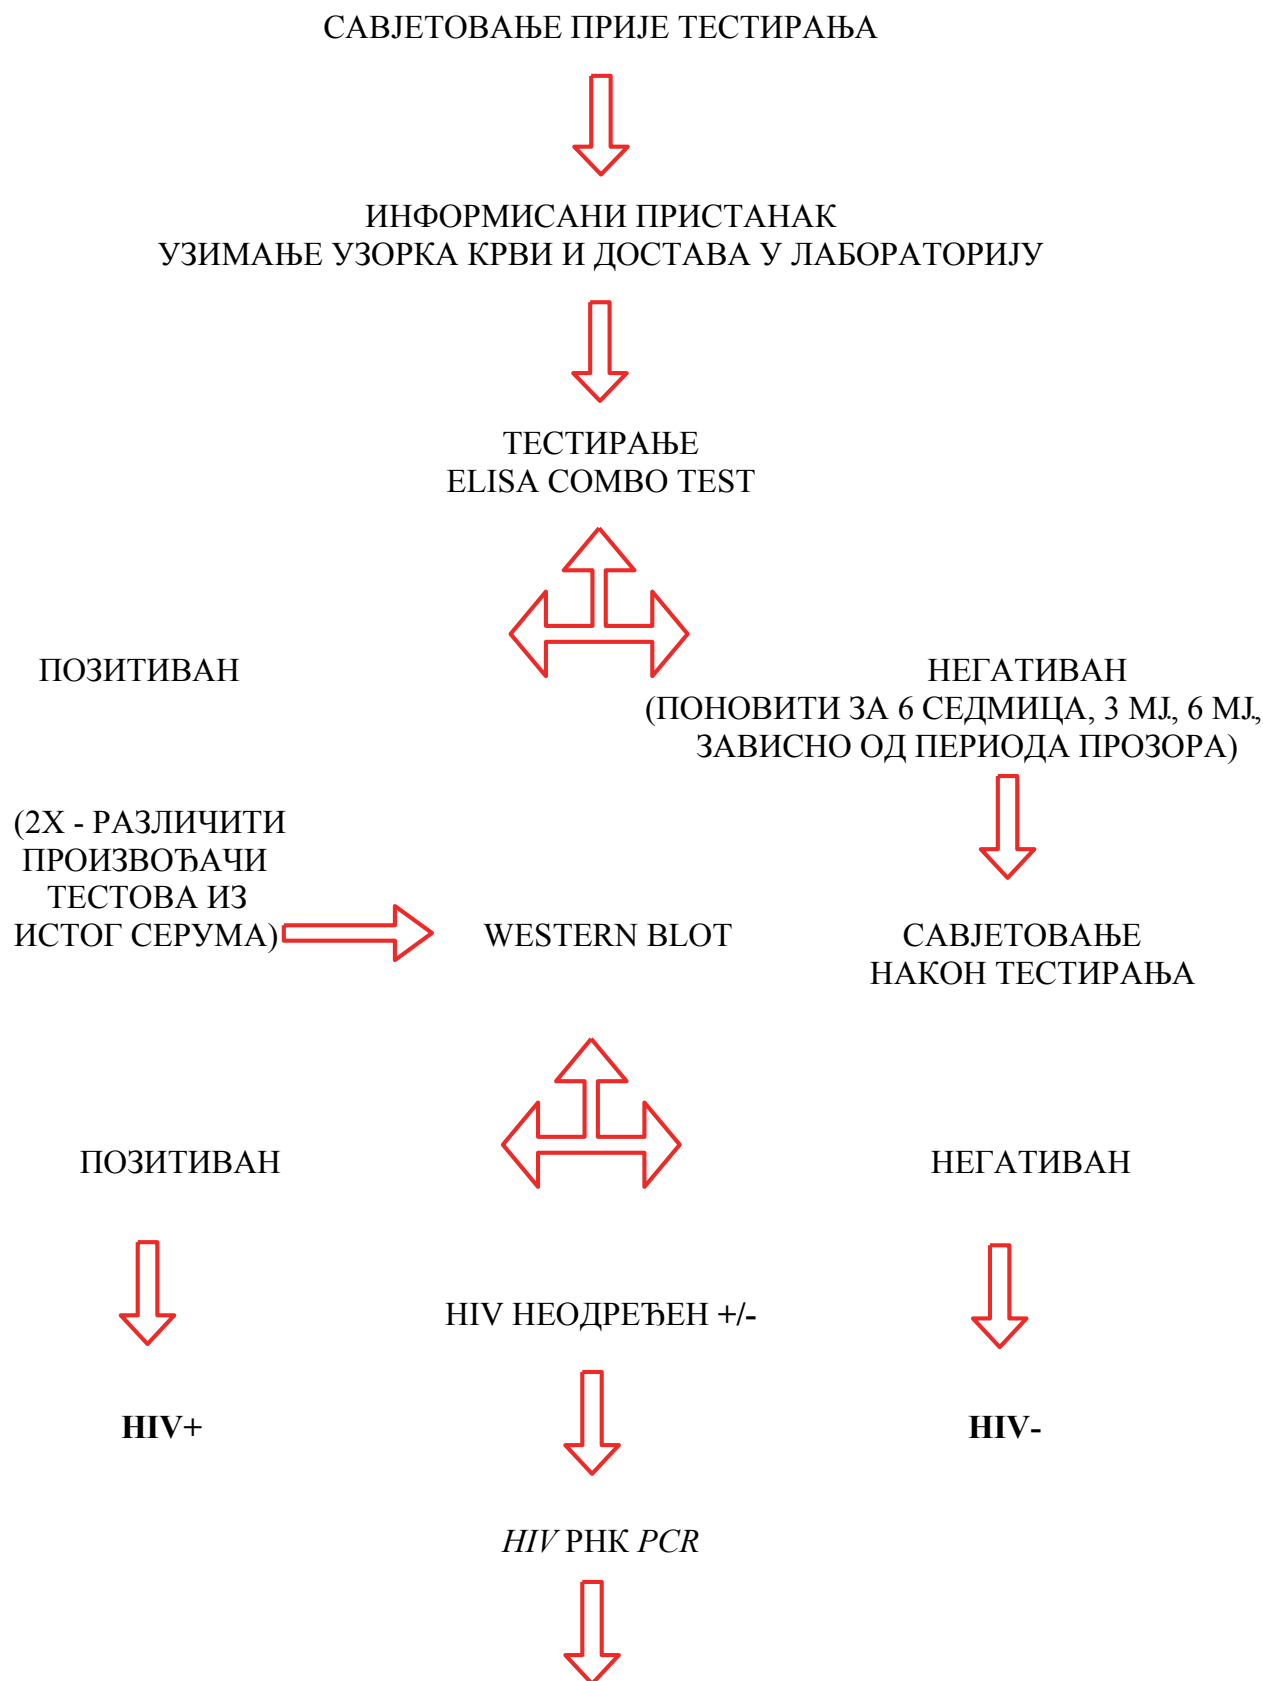 САВЈЕТОВАЊЕ ПРИЈЕ ТЕСТИРАЊА
ИНФОРМИСАНИ ПРИСТАНАК
УЗИМАЊЕ УЗОРКА КРВИ И ДОСТАВА У ЛАБОРАТОРИЈУ
ТЕСТИРАЊЕ
ELISA COMBO TEST
ПОЗИТИВАН
НЕГАТИВАН
(ПОНОВИТИ ЗА 6 СЕДМИЦА, 3 МЈ., 6 МЈ.,
ЗАВИСНО ОД ПЕРИОДА ПРОЗОРА)
(2X - РАЗЛИЧИТИ
ПРОИЗВОЂАЧИ
ТЕСТОВА ИЗ
ИСТОГ СЕРУМА)
WESTERN BLOT
САВЈЕТОВАЊЕ
НАКОН ТЕСТИРАЊА
ПОЗИТИВАН
НЕГАТИВАН
HIV НЕОДРЕЂЕН +/-
HIV+
HIV-
HIV РНК PCR